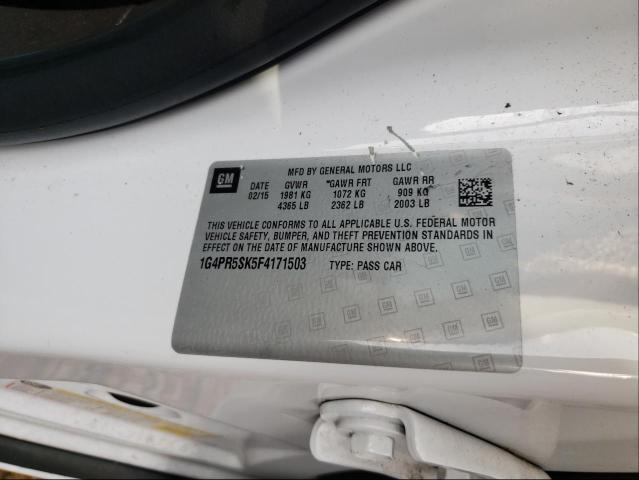 GM
MFD BY GENERAL MOTORS LLC
DATE GVWR GAWR FRT GAWR RR
02/15 1981 KG 1072 KG 909 KG
4365 LB 2362 LB 2003 LB
THIS VEHICLE CONFORMS TO ALL APPLICABLE U.S. FEDERAL MOTOR
VEHICLE SAFETY, BUMPER, AND THEFT PREVENTION STANDARDS IN
EFFECT ON THE DATE OF MANUFACTURE SHOWN ABOVE.
1G4PR5SK5F4171503 TYPE: PASS CAR